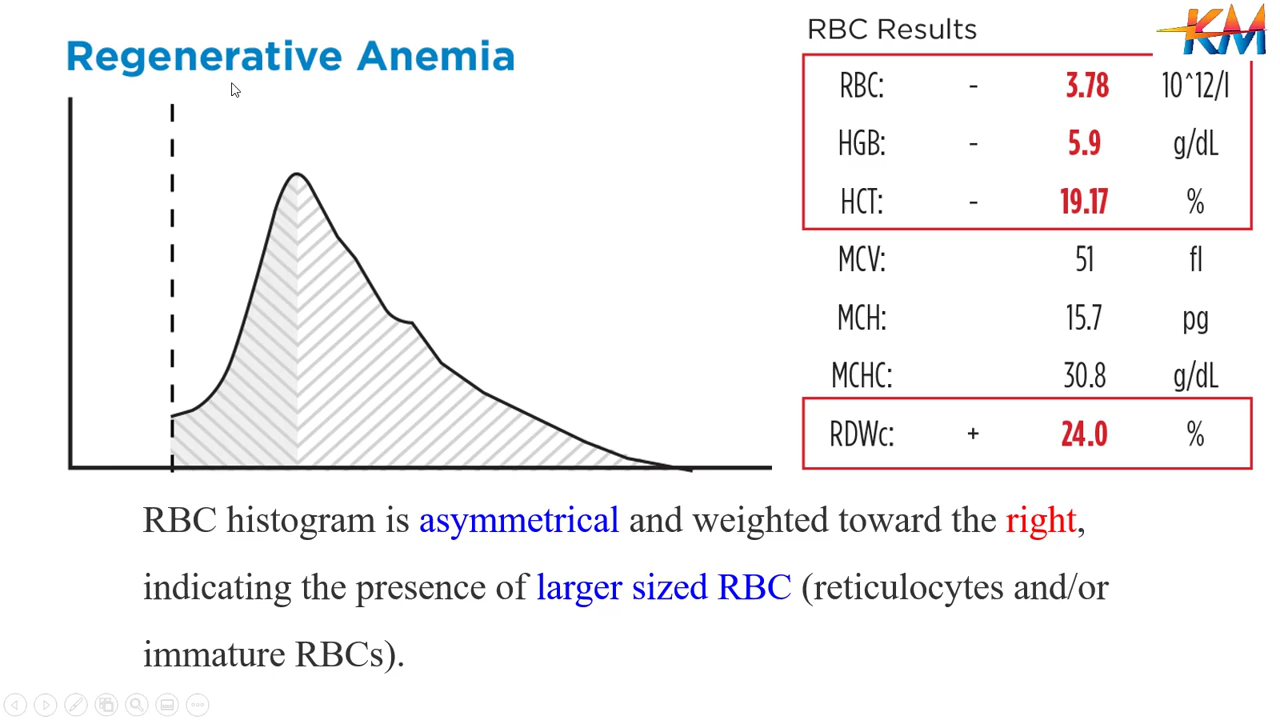 Regenerative Anemia
RBC Results
KM
RBC: - 3.78 10^12/l
HGB: - 5.9 g/dL
HCT: - 19.17 %
MCV: 51 fl
MCH: 15.7 pg
MCHC: 30.8 g/dL
RDWc: + 24.0 %
RBC histogram is asymmetrical and weighted toward the right,
indicating the presence of larger sized RBC (reticulocytes and/or
immature RBCs).